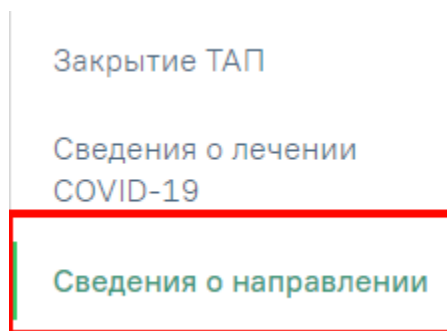 Закрытие ТАП
Сведения о лечении
COVID-19
Сведения о направлении